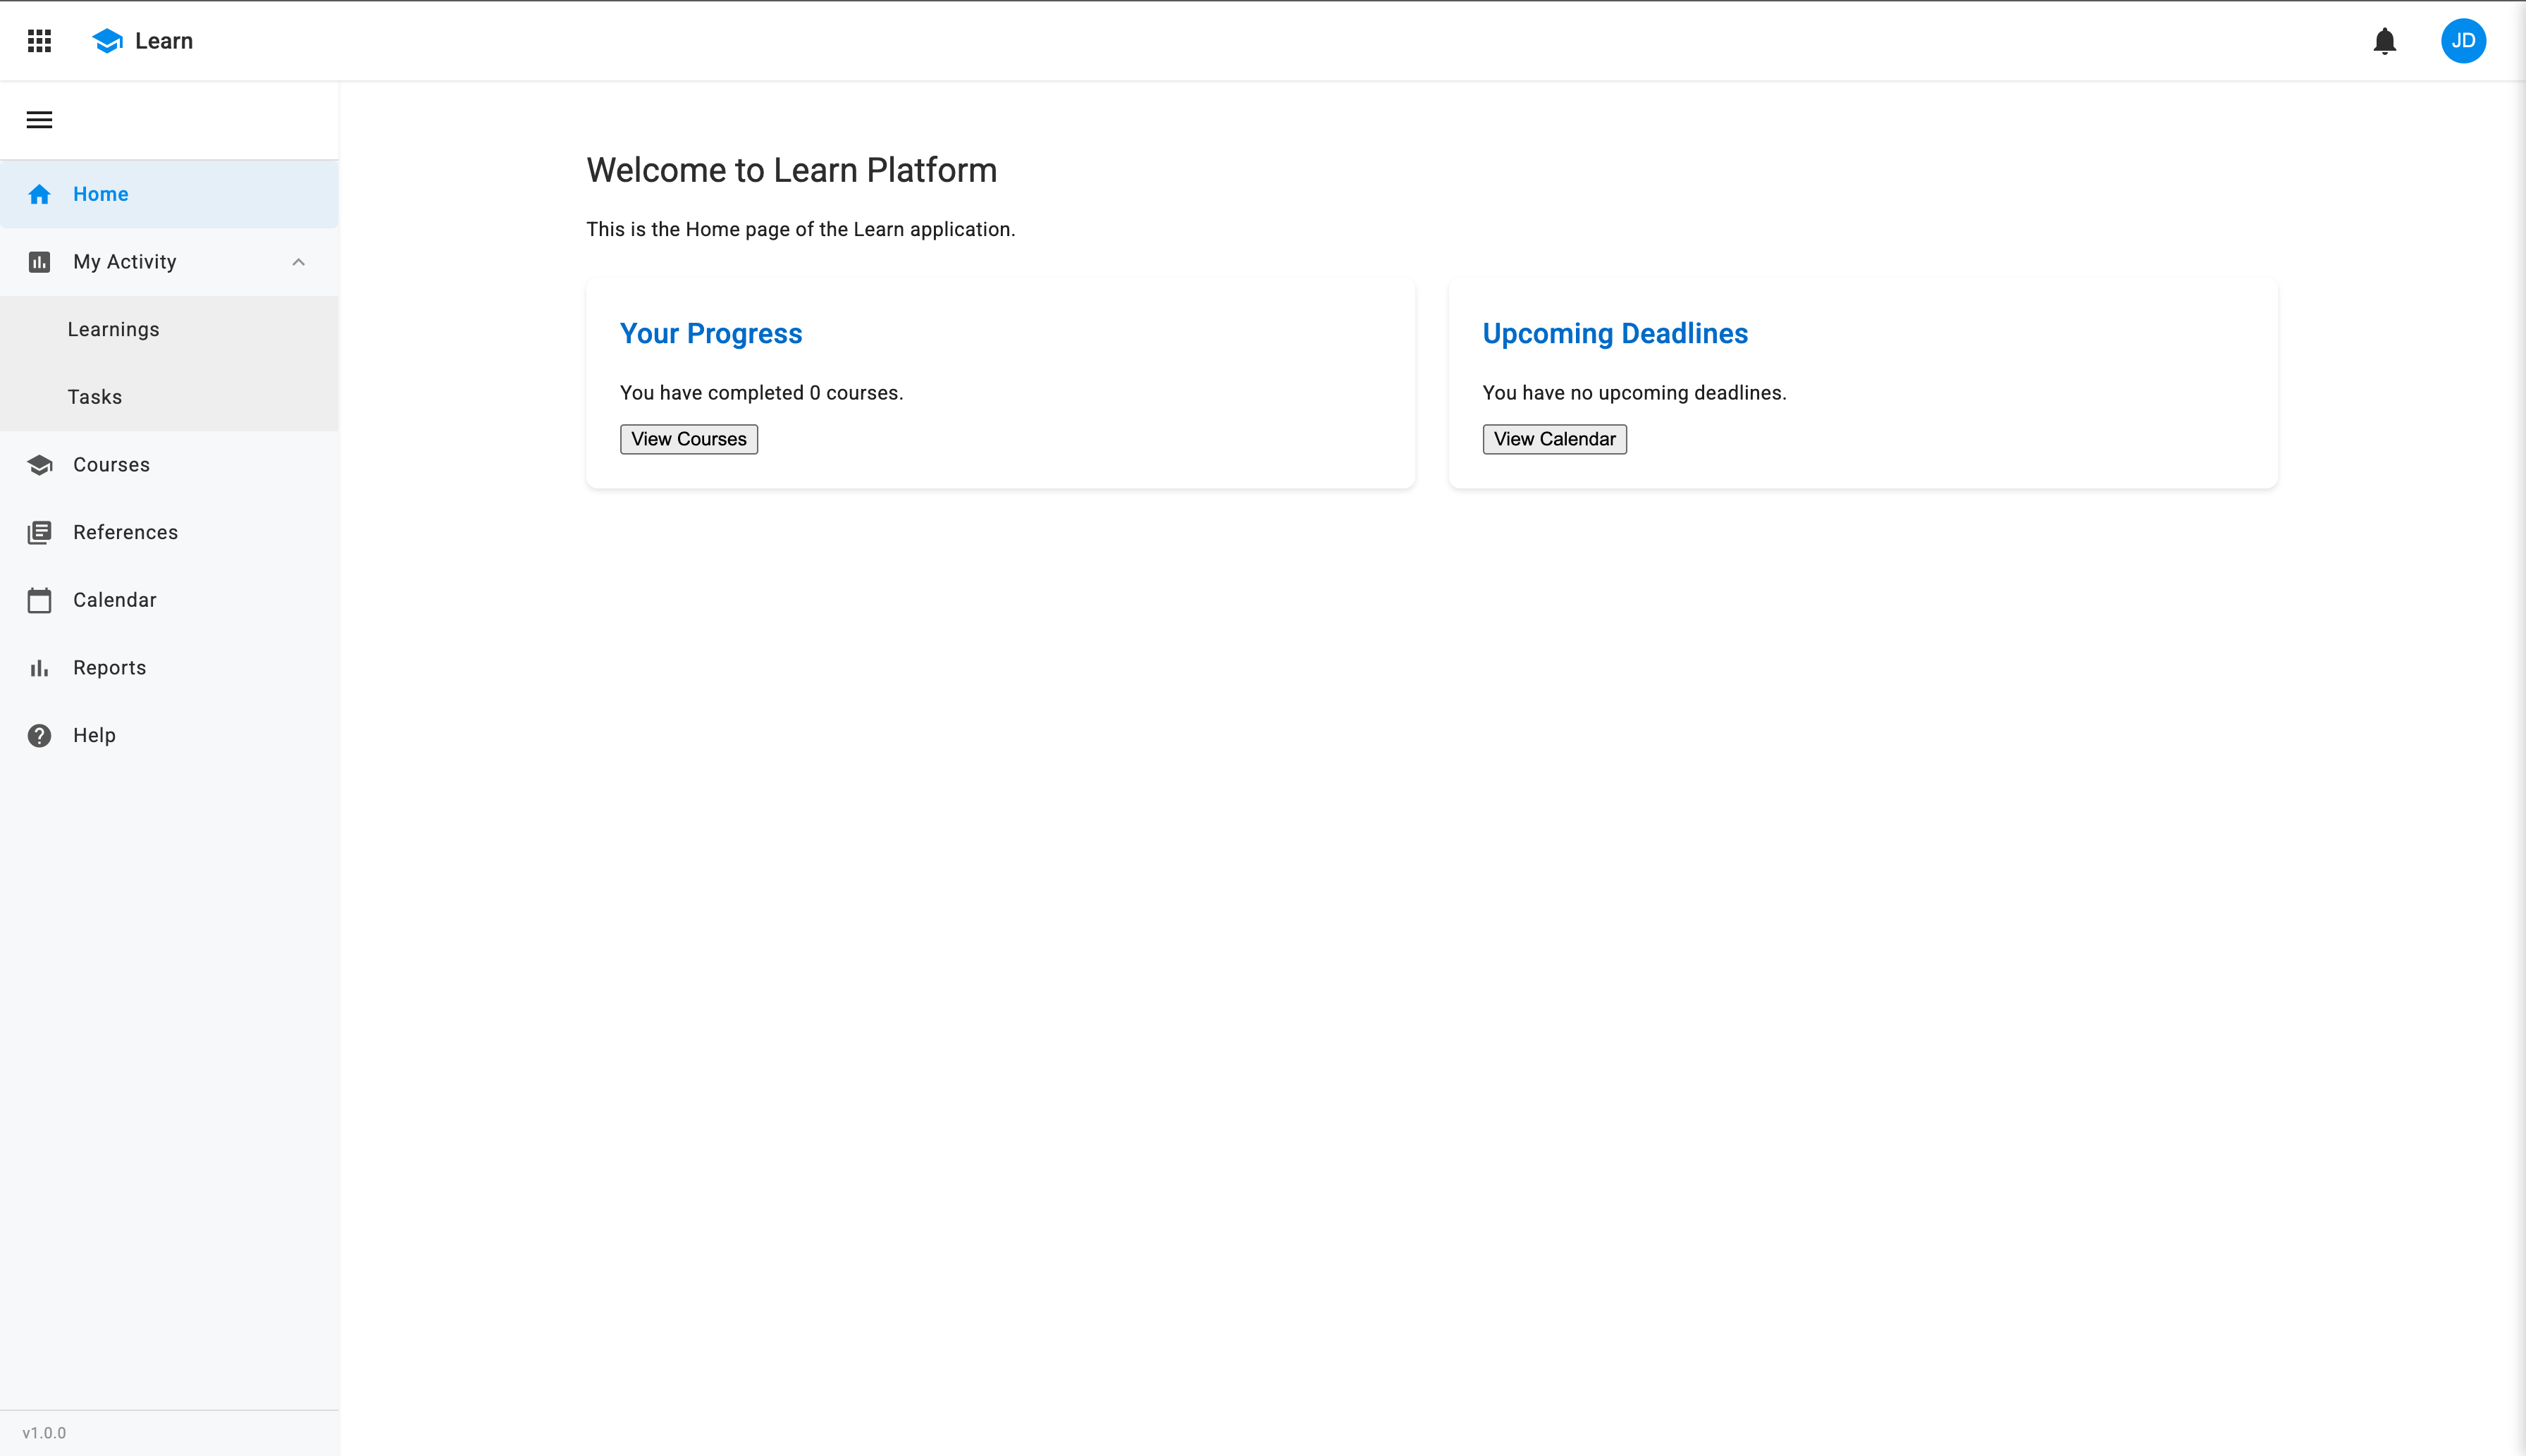 Learn
JD
Home
My Activity
Learnings
Tasks
Courses
References
Calendar
Reports
Help
v1.0.0
Welcome to Learn Platform
This is the Home page of the Learn application.
Your Progress
You have completed 0 courses.
View Courses
Upcoming Deadlines
You have no upcoming deadlines.
View Calendar